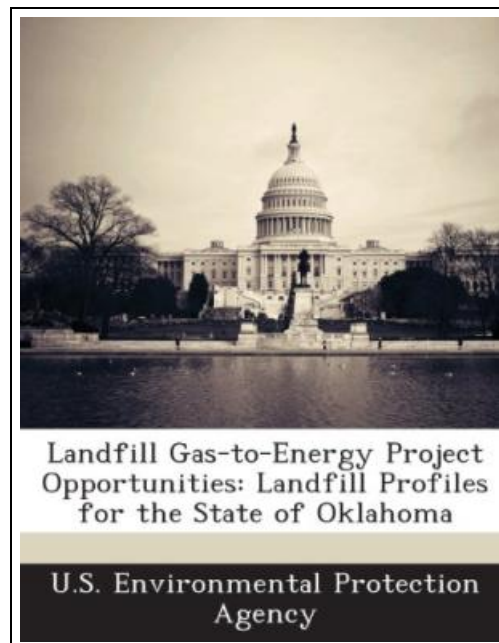 Landfill Gas-to-Energy Project
Opportunities: Landfill Profiles
for the State of Oklahoma
U.S. Environmental Protection
Agency